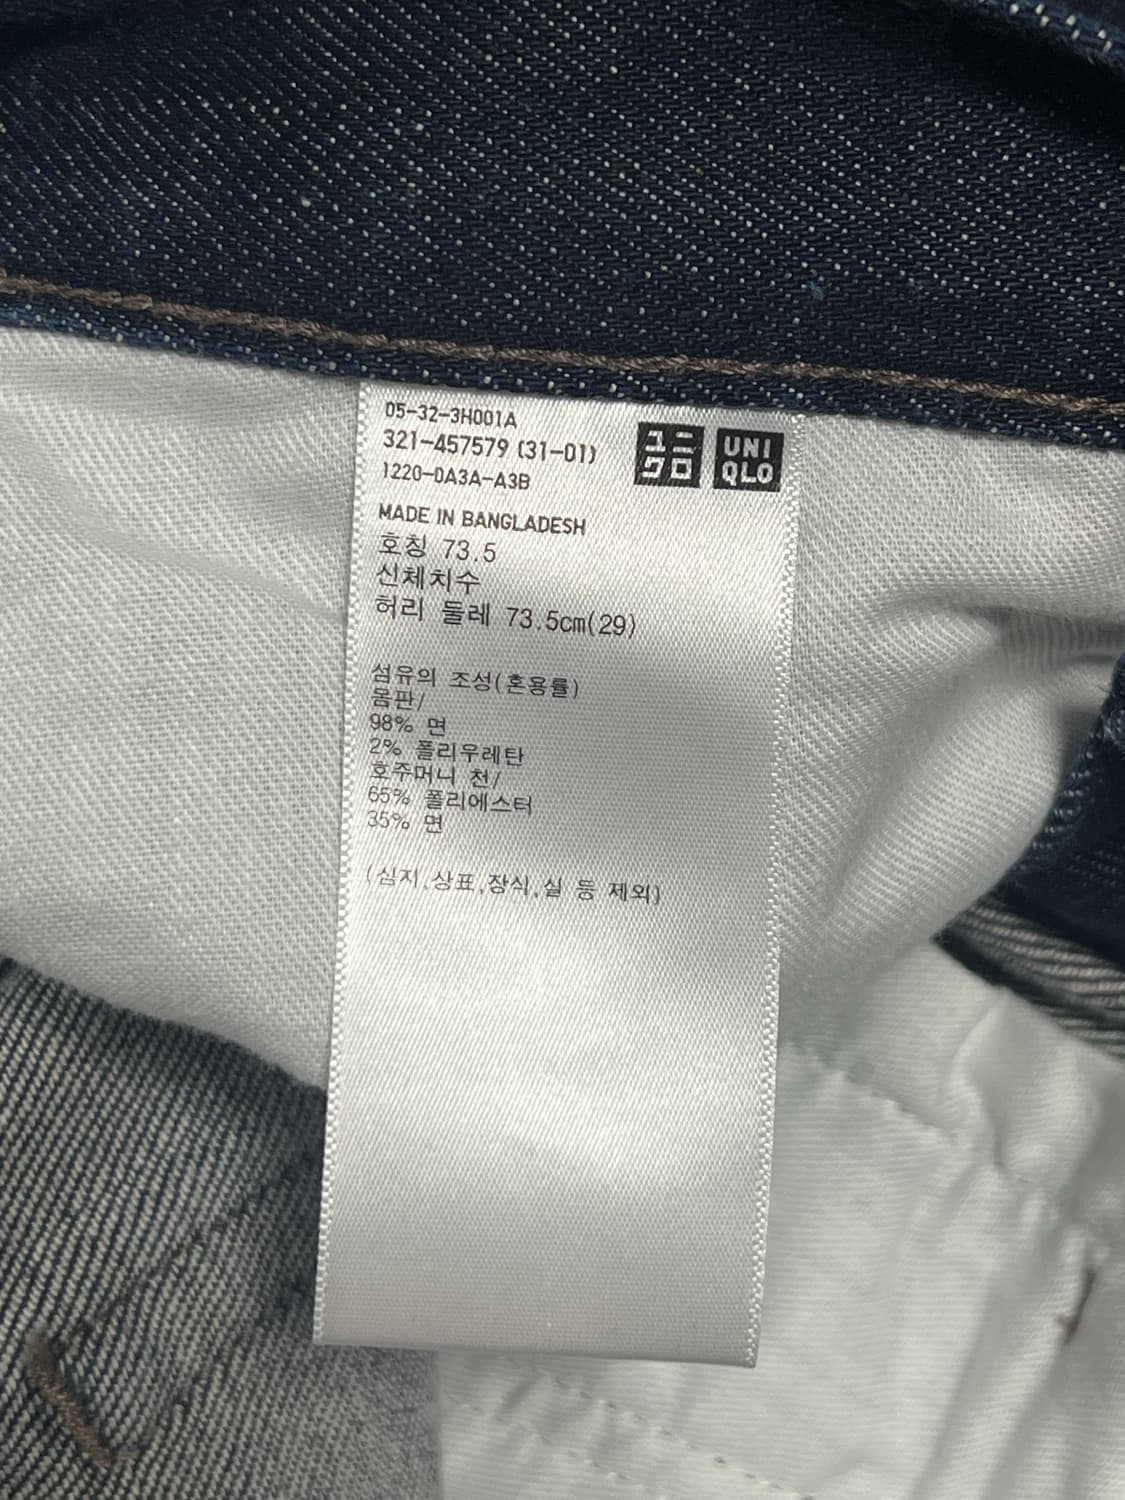 05-32-3H001A
321-457579 (31-01)
1220-0A3A-A3B
ユニ
クロ
UNI
QLO
MADE IN BANGLADESH
호칭 73.5
신체치수
허리 둘레 73.5cm(29)
섬유의 조성(혼용률)
몸판/
98% 면
2% 폴리우레탄
호주머니 천/
65% 폴리에스터
35% 면
(심지,상표,장식,실 등 제외)